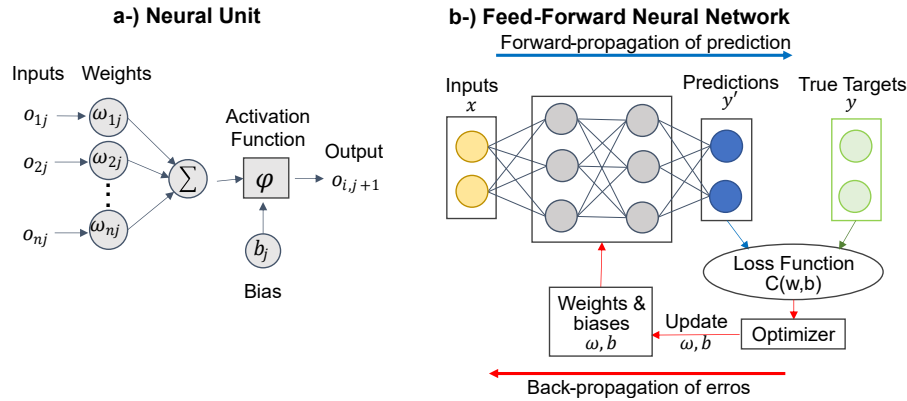 a-) Neural Unit
Inputs
Weights
o₁ⱼ
ω₁ⱼ
o₂ⱼ
ω₂ⱼ
oₙⱼ
ωₙⱼ
∑
Activation
Function
φ
Output
oᵢ,ⱼ₊₁
bⱼ
Bias
b-) Feed-Forward Neural Network
Forward-propagation of prediction
Inputs
x
Predictions
y′
True Targets
y
Loss Function
C(w,b)
Optimizer
Update
ω, b
Weights &
biases
ω, b
Back-propagation of erros